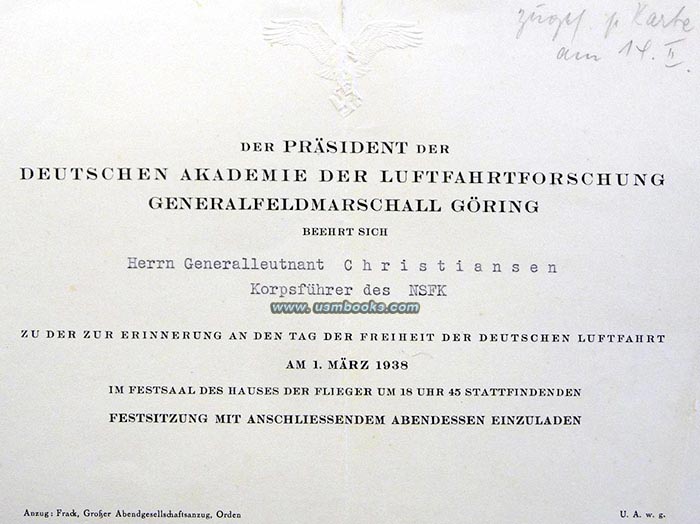 zugs. p. Karte
am 14. II.
DER PRÄSIDENT DER
DEUTSCHEN AKADEMIE DER LUFTFAHRTFORSCHUNG
GENERALFELDMARSCHALL GÖRING
BEEHRT SICH
Herrn Generalleutnant Christiansen
Korpsführer des NSFK
www.usmbooks.com
ZU DER ZUR ERINNERUNG AN DEN TAG DER FREIHEIT DER DEUTSCHEN LUFTFAHRT
AM 1. MÄRZ 1938
IM FESTSAAL DES HAUSES DER FLIEGER UM 18 UHR 45 STATTFINDENDEN
FESTSITZUNG MIT ANSCHLIESSENDEM ABENDESSEN EINZULADEN
Anzug: Frack, Großer Abendgesellschaftsanzug, Orden
U. A. w. g.